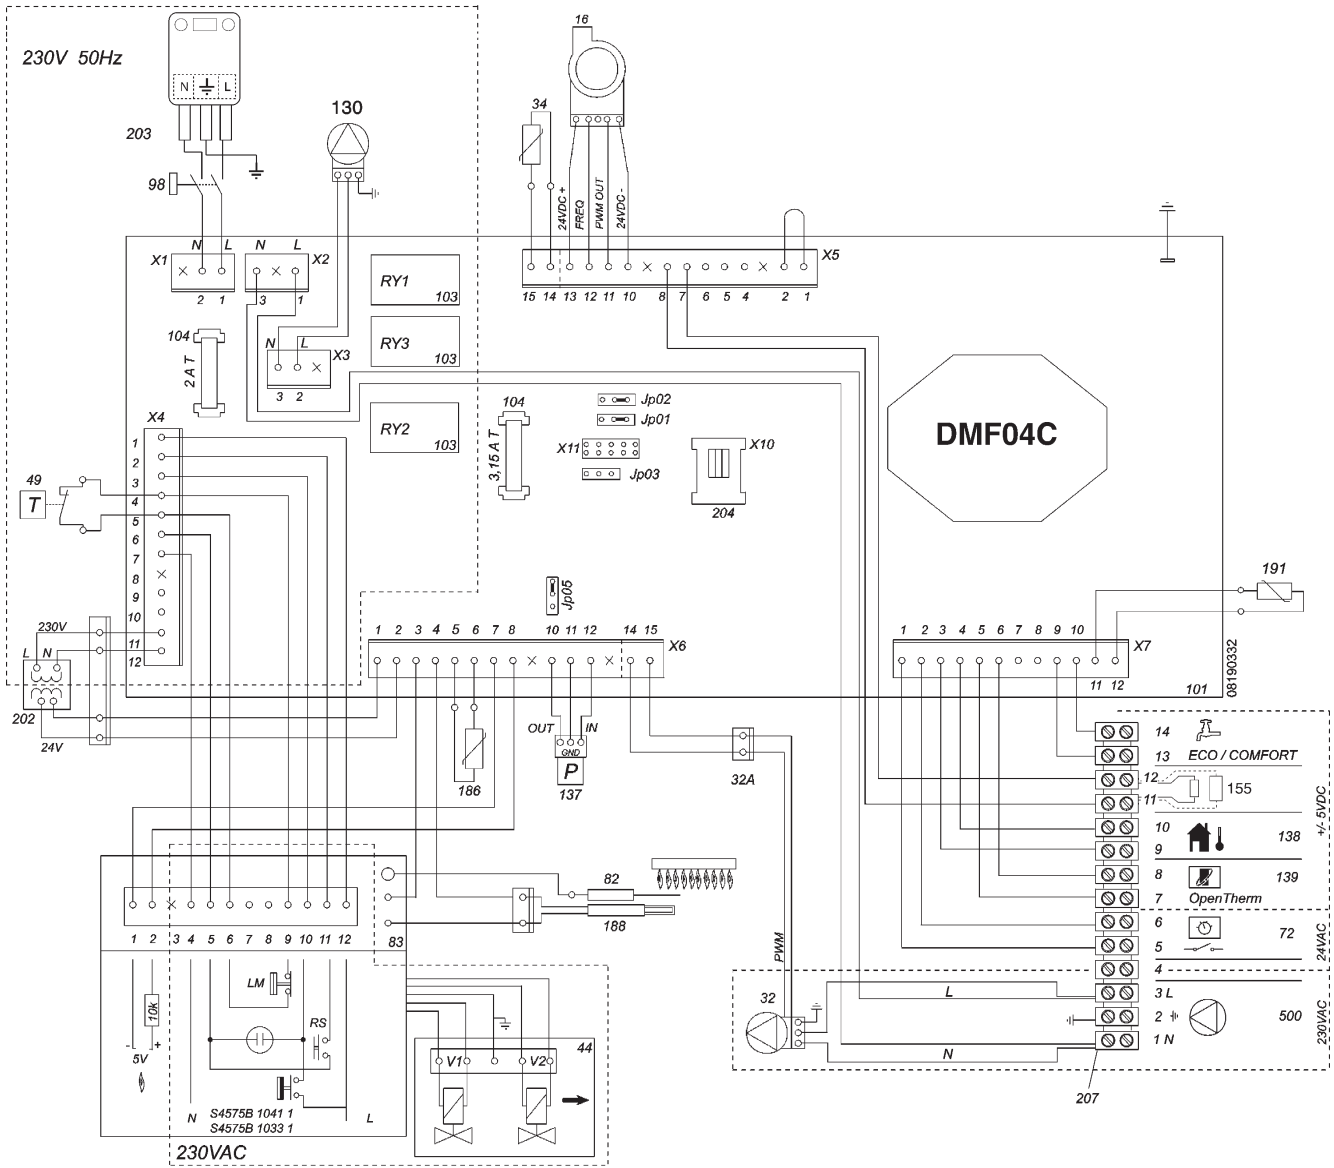 230V 50Hz
N L
203
130
98
16
34
24VDC +
FREQ
PWM OUT
24VDC -
N L
X1
2 1
N L
X2
3 1
X5
15 14 13 12 11 10 8 7 6 5 4 2 1
RY1
103
RY3
103
RY2
103
104
2 A T
N L
X3
3 2
104
3,15 A T
Jp02
Jp01
X11
Jp03
X10
204
DMF04C
X4
1
2
3
4
5
6
7
8
9
10
11
12
49
T
230V
L N
202
24V
Jp05
1 2 3 4 5 6 7 8 10 11 12 14 15
X6
1 2 3 4 5 6 7 8 9 10
X7
11 12
191
08190332
101
OUT
IN
GND
P
137
186
32A
PWM
14
13
ECO / COMFORT
12
11
155
+/- 5VDC
10
9
138
8
7
OpenTherm
139
6
5
72
24VAC
4
3 L
2
1 N
500
230VAC
207
82
188
83
1 2 3 4 5 6 7 8 9 10 11 12
LM
RS
10k
- +
5V
N
L
S4575B 1041 1
S4575B 1033 1
230VAC
44
V1
V2
32
L
N